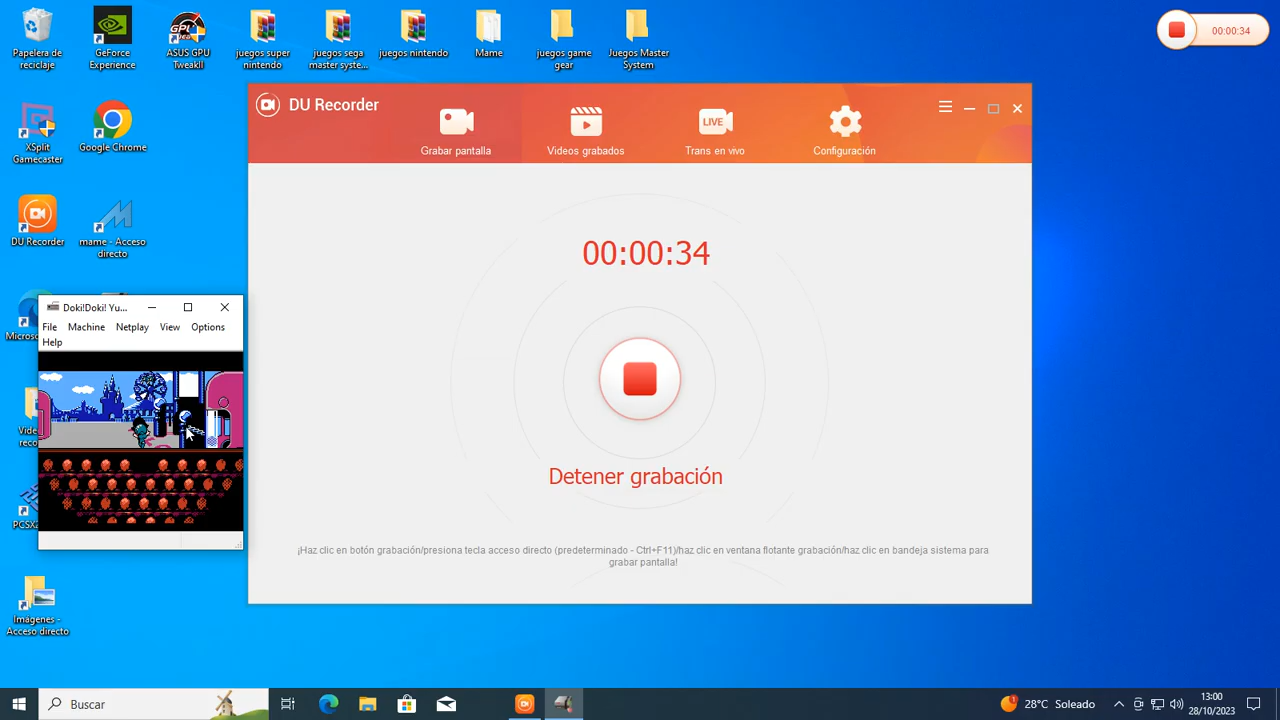 Papelera de
reciclaje
GeForce
Experience
ASUS GPU
TweakII
juegos super
nintendo
juegos sega
master syste...
juegos nintendo
Mame
juegos game
gear
Juegos Master
System
00:00:34
XSplit
Gamecaster
Google Chrome
DU Recorder
mame - Acceso
directo
DU Recorder
Grabar pantalla
Videos grabados
LIVE
Trans en vivo
Configuración
00:00:34
Detener grabación
¡Haz clic en botón grabación/presiona tecla acceso directo (predeterminado - Ctrl+F11)/haz clic en ventana flotante grabación/haz clic en bandeja sistema para
grabar pantalla!
Doki!Doki! Yu...
File Machine Netplay View Options
Help
Imagenes -
Acceso directo
Buscar
28°C Soleado
13:00
28/10/2023